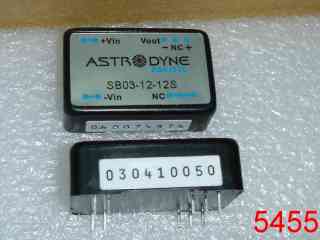 +Vin Vout
- NC +
ASTRODYNE
SB03-12-12S
-Vin NC
030410050
5455